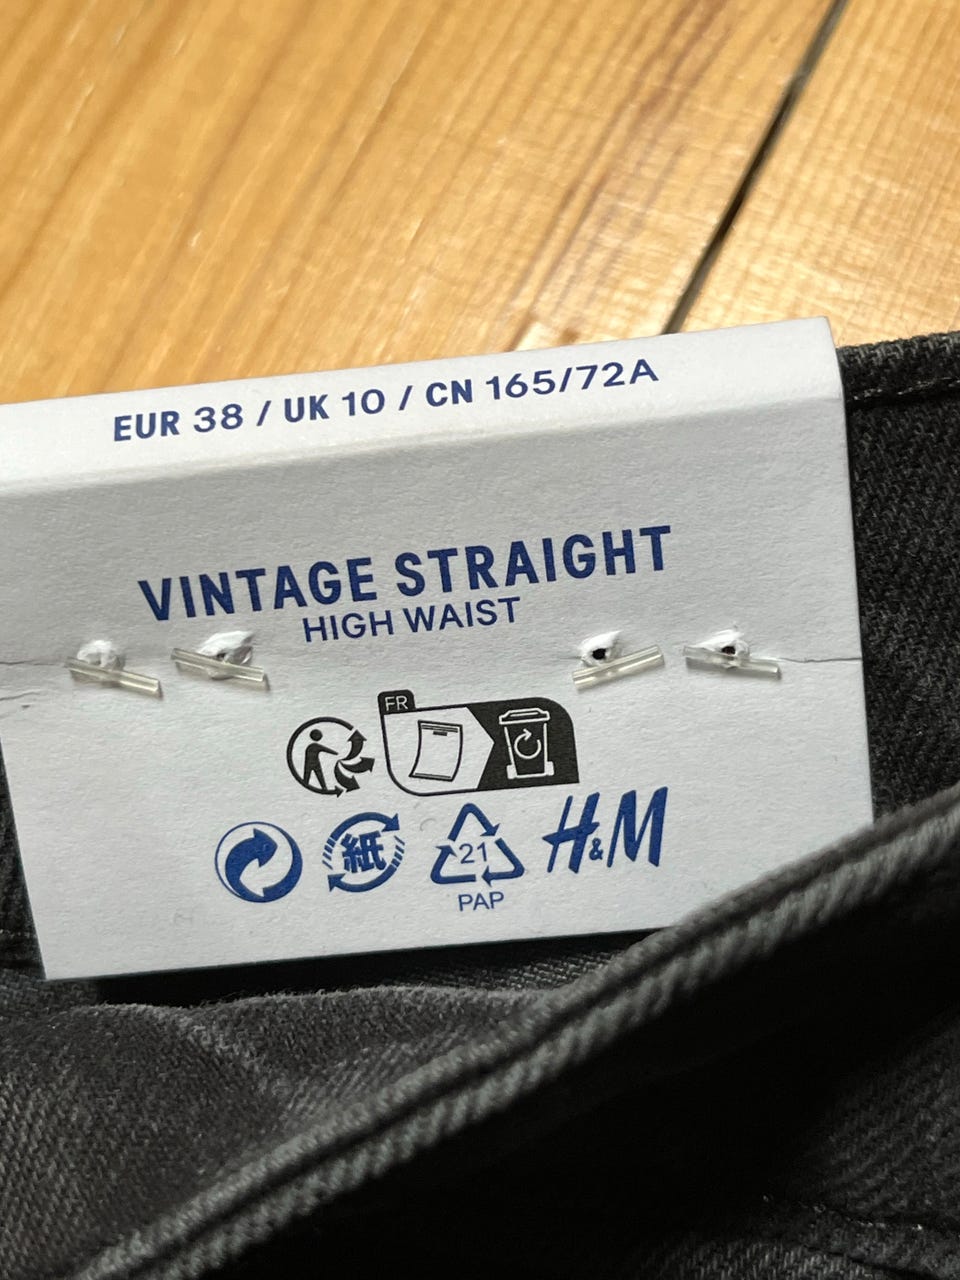 EUR 38 / UK 10 / CN 165/72A
VINTAGE STRAIGHT
HIGH WAIST
FR
紙
21
PAP
H&M